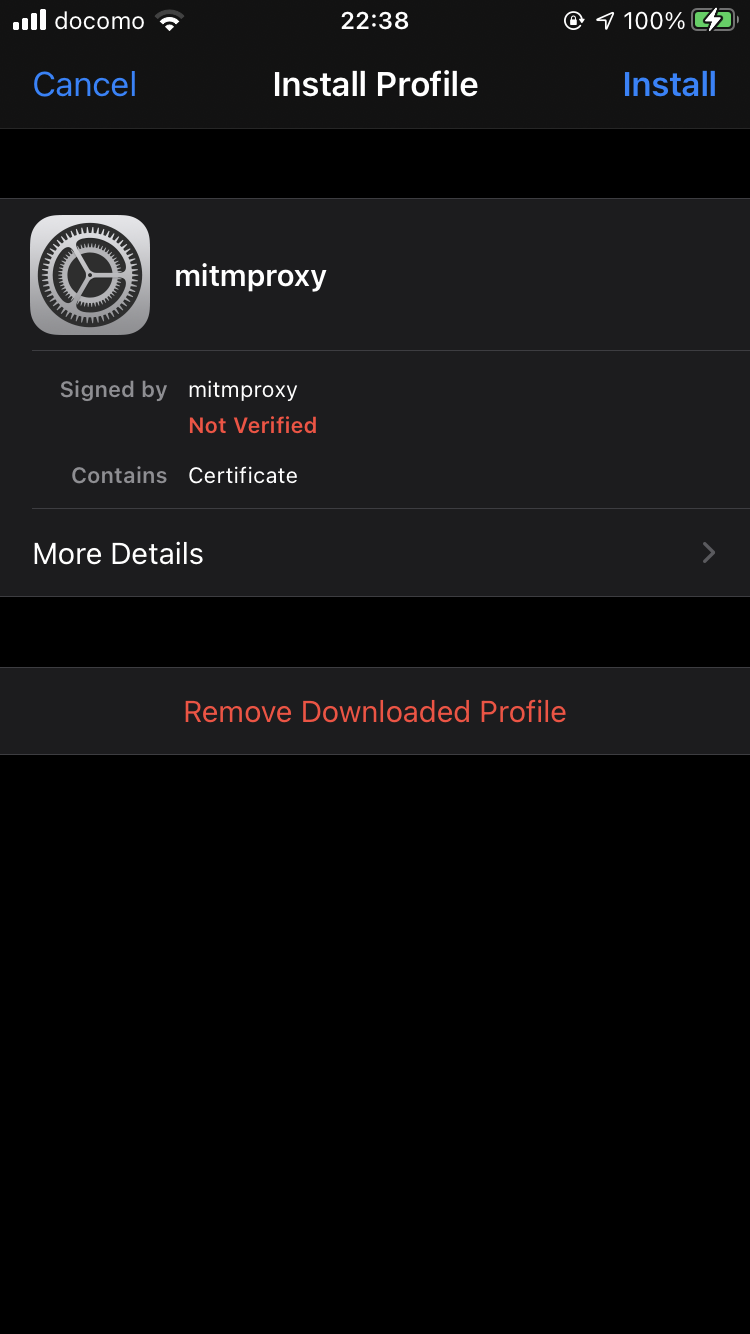 docomo 22:38 100%
Cancel Install Profile Install
mitmproxy
Signed by mitmproxy
Not Verified
Contains Certificate
More Details
Remove Downloaded Profile